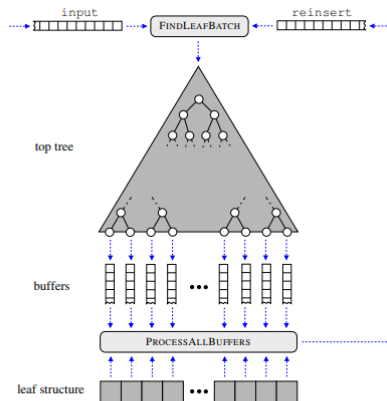 input
reinsert
FINDLEAFBATCH
top tree
buffers
PROCESSALLBUFFERS
leaf structure